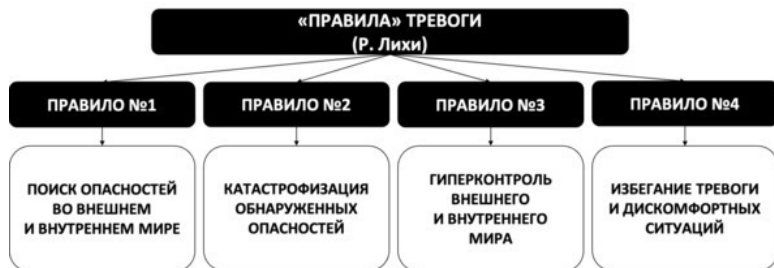 «ПРАВИЛА» ТРЕВОГИ
(Р. Лихи)
ПРАВИЛО №1
ПРАВИЛО №2
ПРАВИЛО №3
ПРАВИЛО №4
ПОИСК ОПАСНОСТЕЙ
ВО ВНЕШНЕМ
И ВНУТРЕННЕМ МИРЕ
КАТАСТРОФИЗАЦИЯ
ОБНАРУЖЕННЫХ
ОПАСНОСТЕЙ
ГИПЕРКОНТРОЛЬ
ВНЕШНЕГО
И ВНУТРЕННЕГО
МИРА
ИЗБЕГАНИЕ ТРЕВОГИ
И ДИСКОМФОРТНЫХ
СИТУАЦИЙ